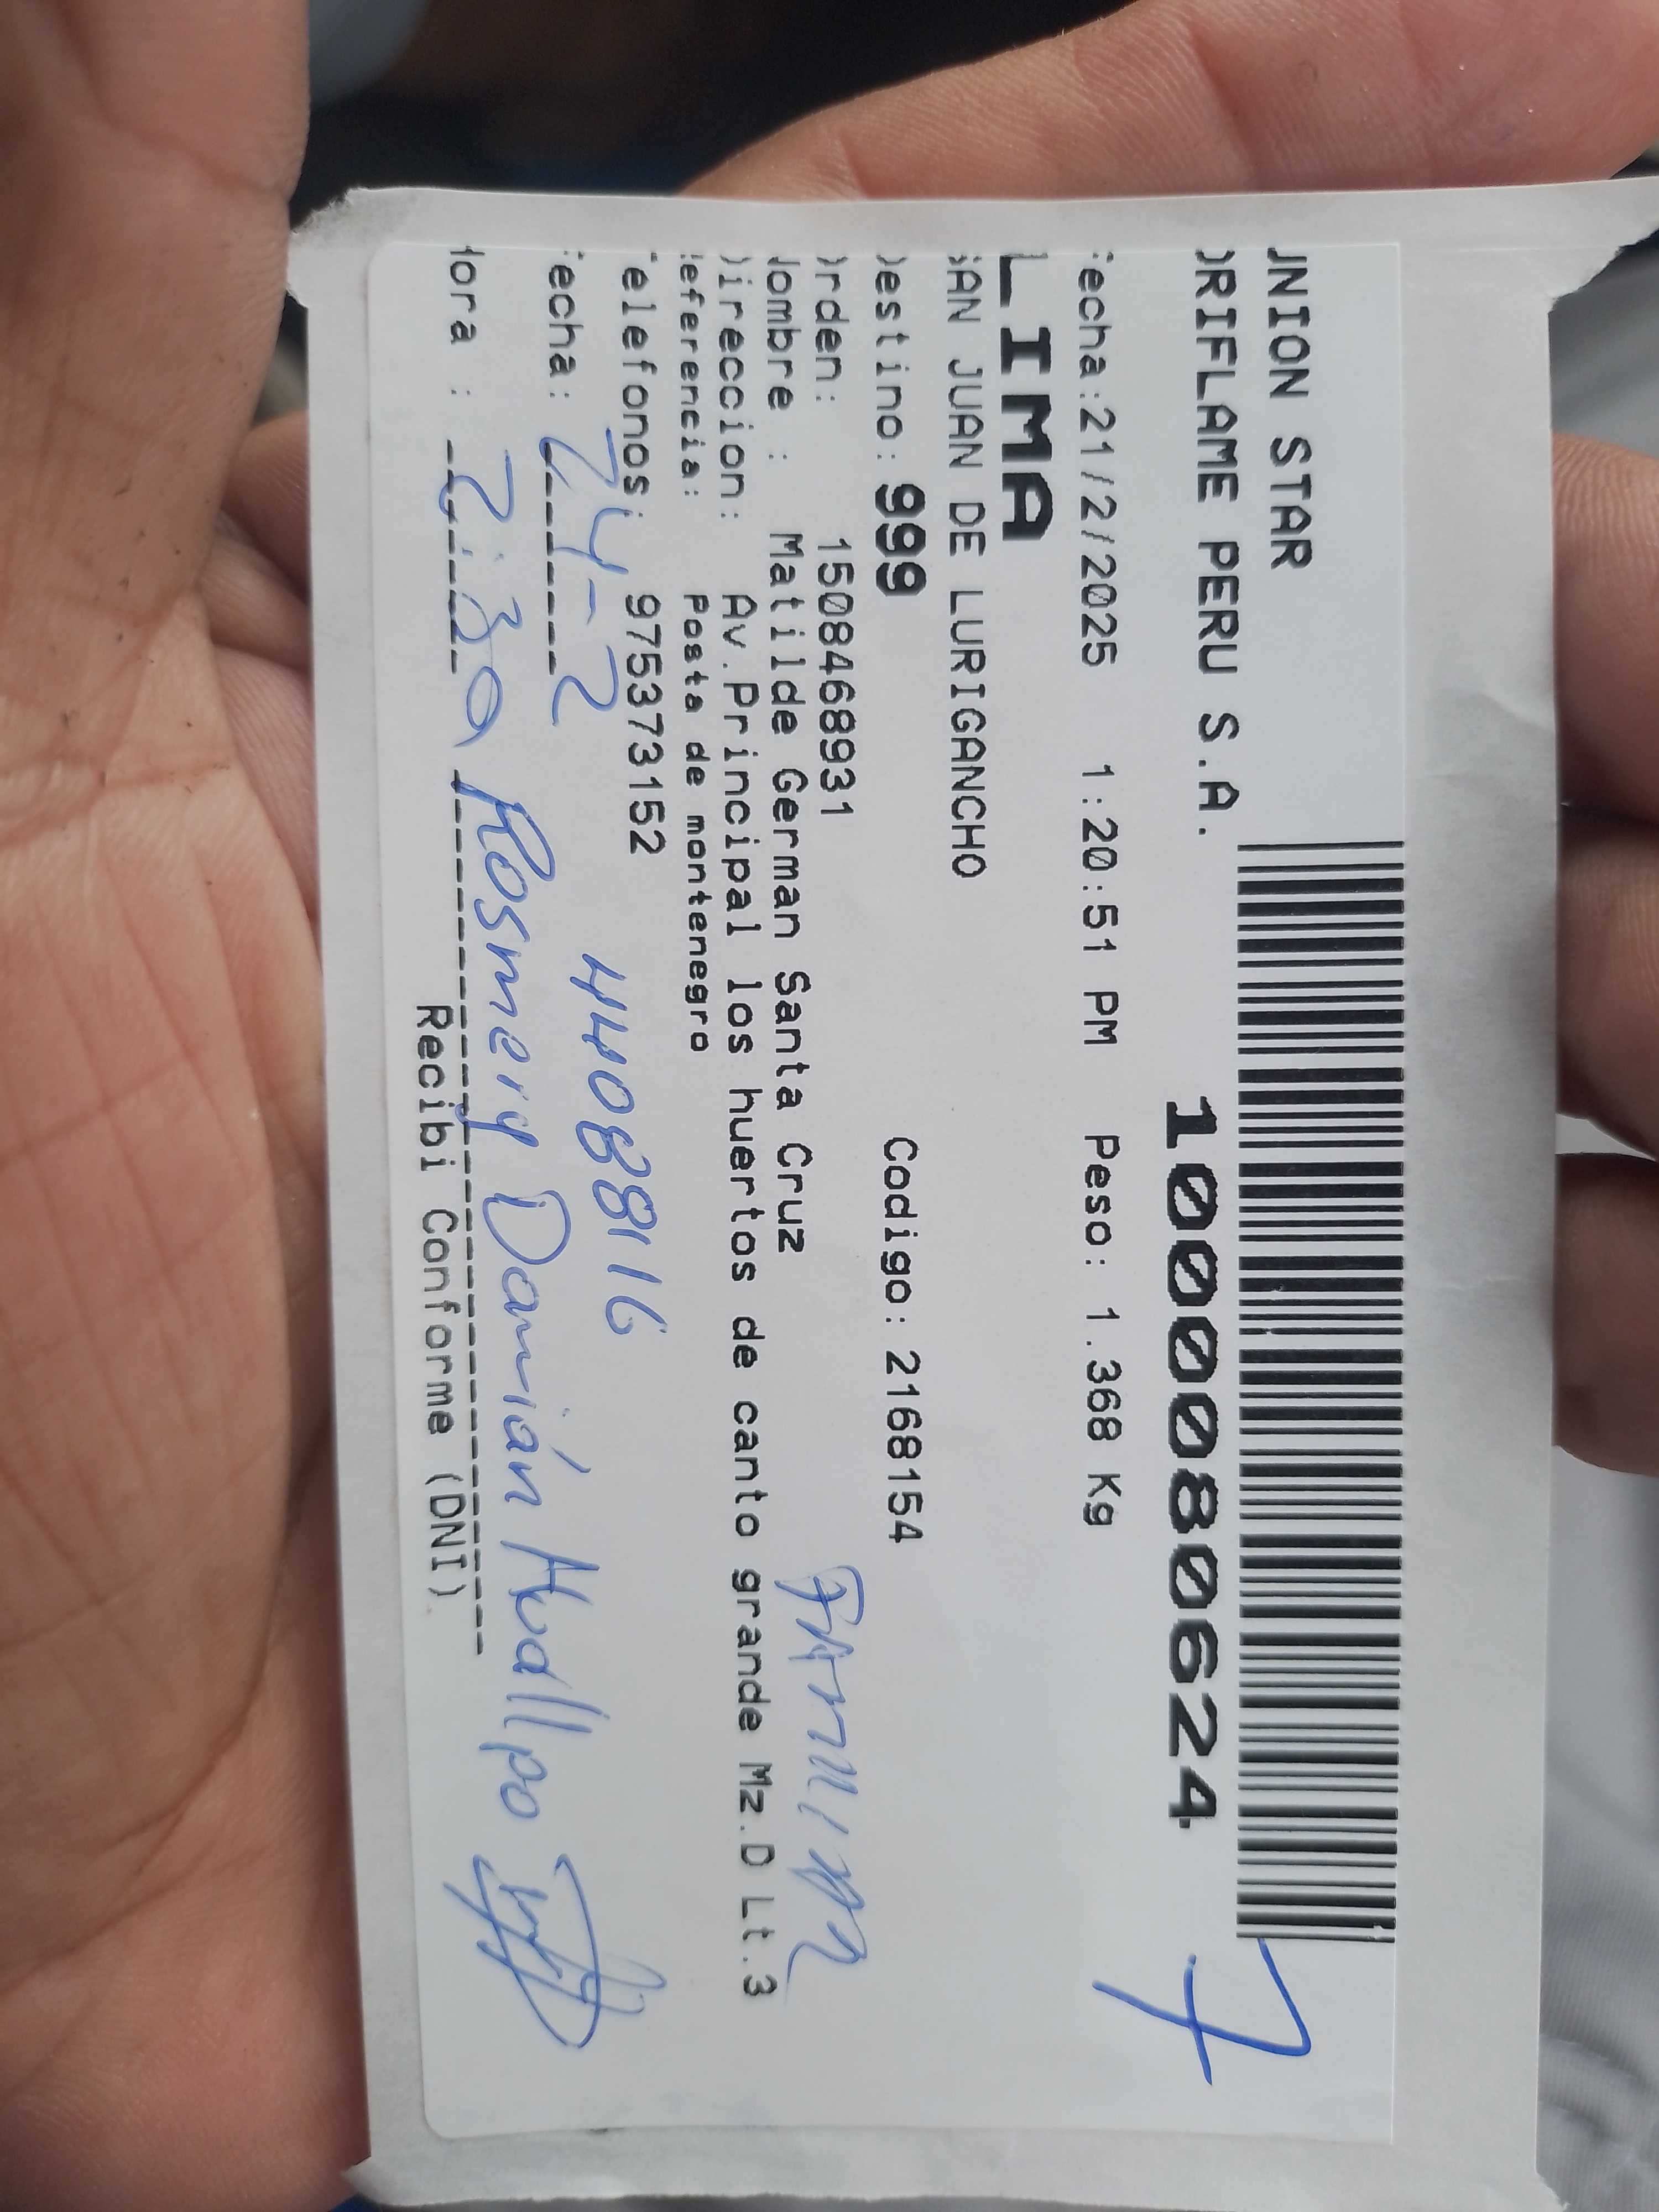 UNION STAR
ORIFLAME PERU S.A.
1000080624
7
Fecha:21/2/2025 1:20:51 PM Peso: 1.368 Kg
LIMA
SAN JUAN DE LURIGANCHO
Destino: 999 Codigo: 2168154
Orden: 1508468931
Nombre : Matilde German Santa Cruz
Direccion: Av.Principal los huertos de canto grande Mz.D Lt.3
Referencia: Posta de montenegro
Telefonos: 975373152
44088116
Fecha: 24-2
Hora : 2:30 Rosmery Damián Huallpo
Recibi Conforme (DNI)